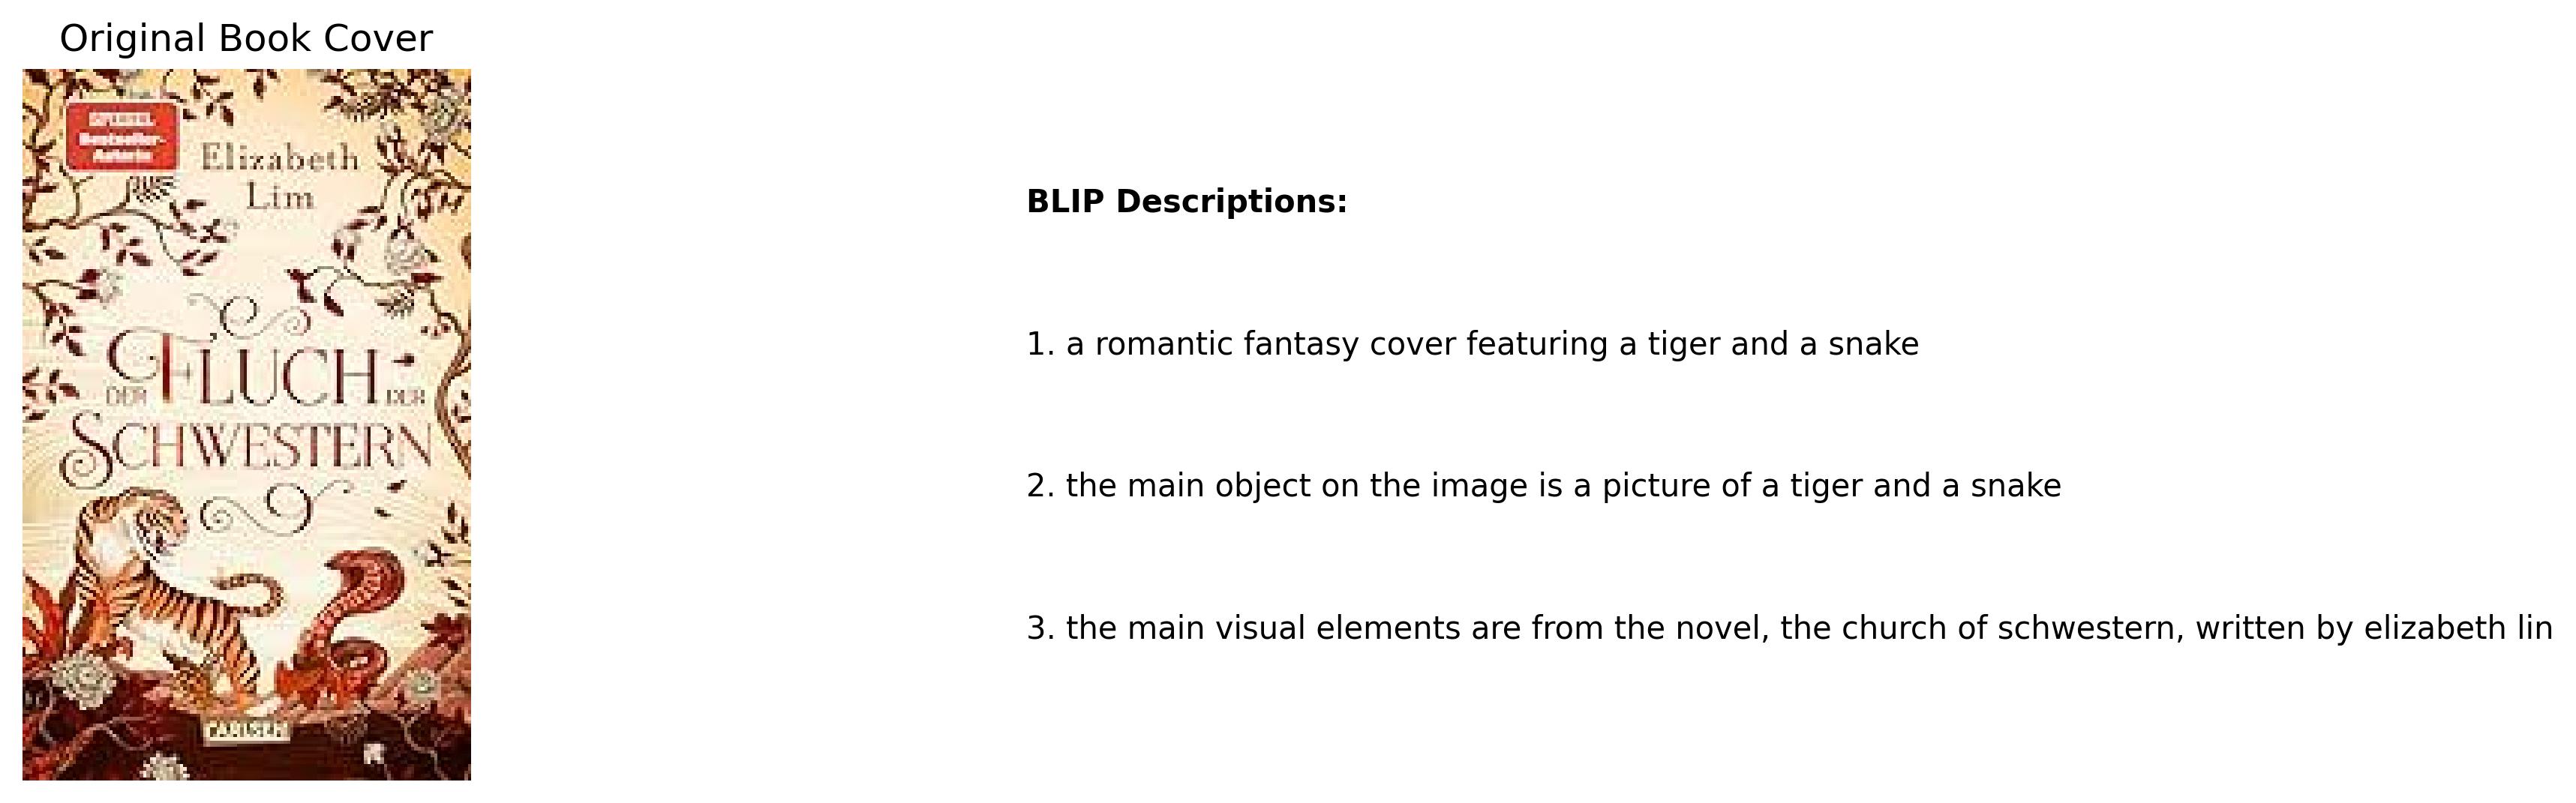 Original Book Cover
SPIEGEL
Bestseller-
Autorin
Elizabeth
Lim
DER FLUCH DER
SCHWESTERN
BLIP Descriptions:
1. a romantic fantasy cover featuring a tiger and a snake
2. the main object on the image is a picture of a tiger and a snake
3. the main visual elements are from the novel, the church of schwestern, written by elizabeth lin